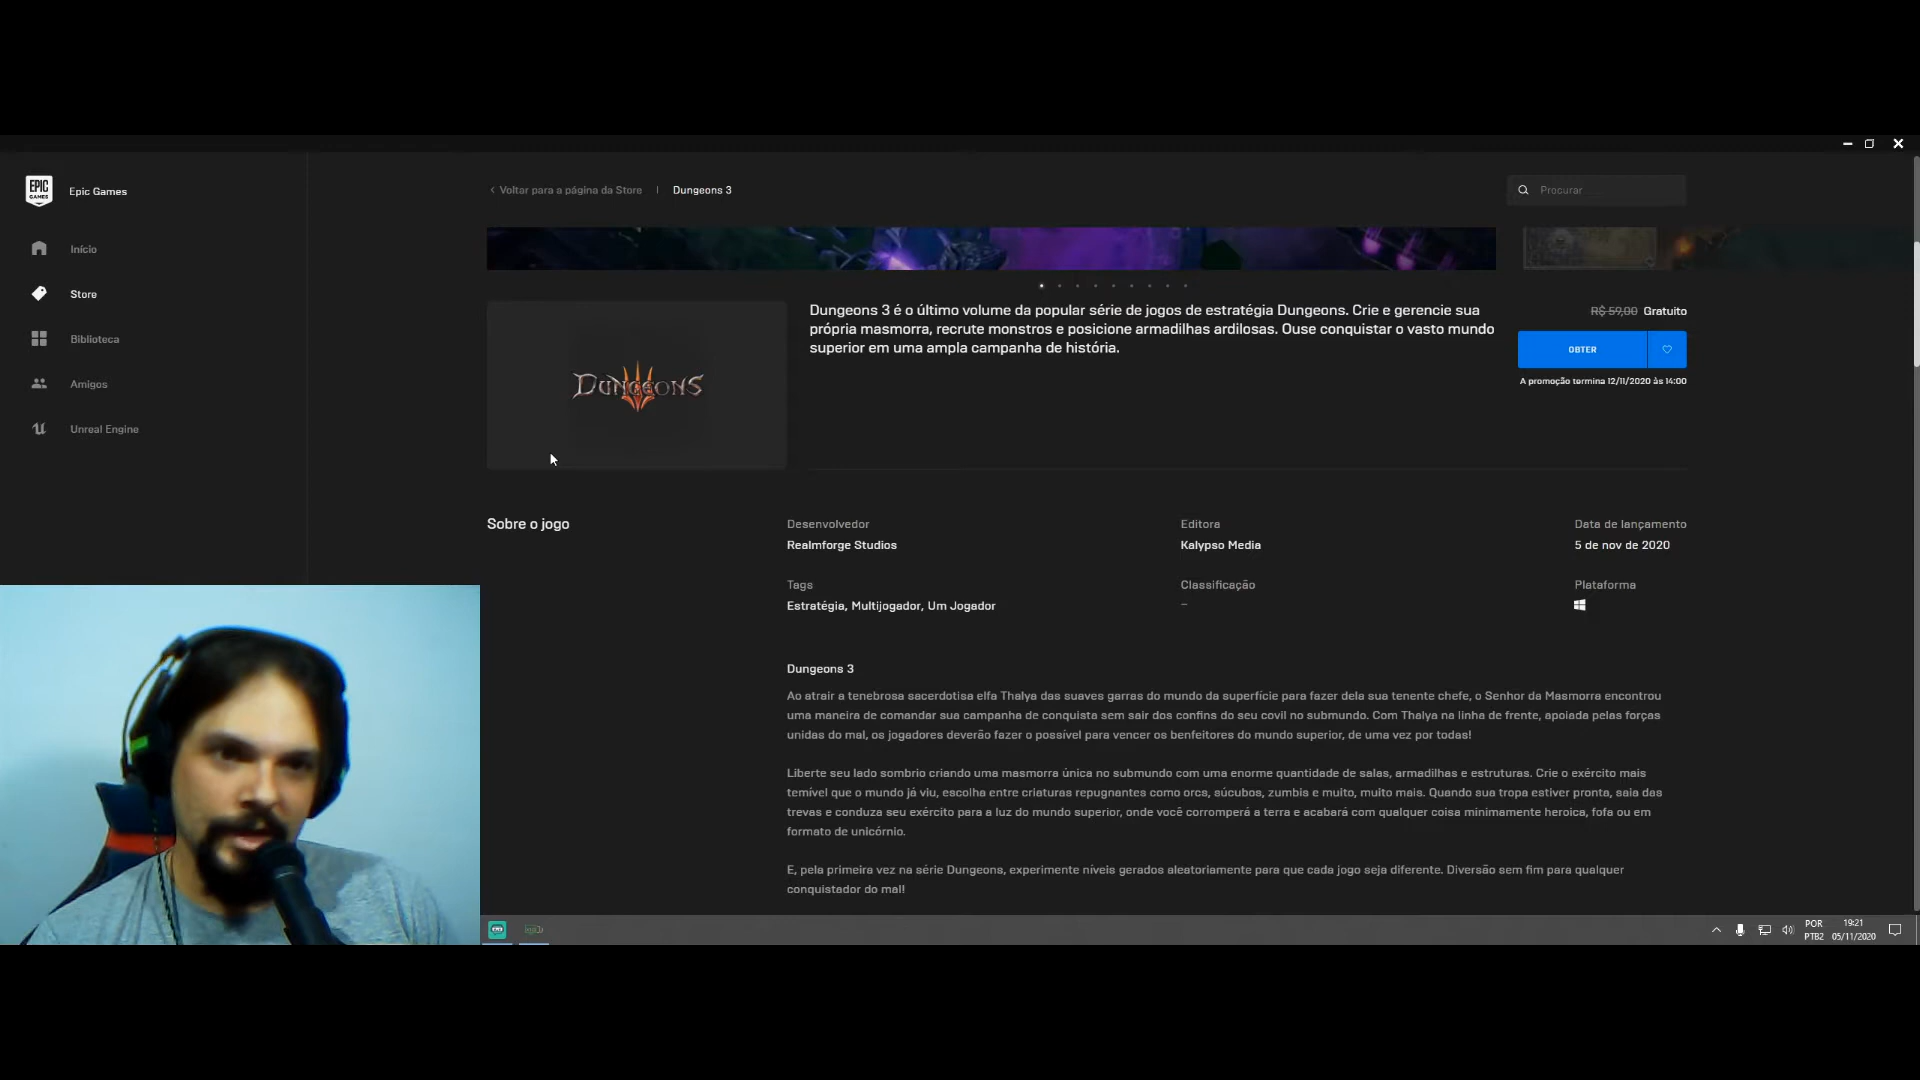 EPIC GAMES
Epic Games
Voltar para a página da Store
Dungeons 3
Procurar
Início
Store
Biblioteca
Amigos
Unreal Engine
DUNGEONS
Dungeons 3 é o último volume da popular série de jogos de estratégia Dungeons. Crie e gerencie sua
própria masmorra, recrute monstros e posicione armadilhas ardilosas. Ouse conquistar o vasto mundo
superior em uma ampla campanha de história.
R$ 59,00 Gratuito
OBTER
A promoção termina 12/11/2020 às 14:00
Sobre o jogo
Desenvolvedor
Realmforge Studios
Editora
Kalypso Media
Data de lançamento
5 de nov de 2020
Tags
Estratégia, Multijogador, Um Jogador
Classificação
–
Plataforma
Dungeons 3
Ao atrair a tenebrosa sacerdotisa elfa Thalya das suaves garras do mundo da superfície para fazer dela sua tenente chefe, o Senhor da Masmorra encontrou
uma maneira de comandar sua campanha de conquista sem sair dos confins do seu covil no submundo. Com Thalya na linha de frente, apoiada pelas forças
unidas do mal, os jogadores deverão fazer o possível para vencer os benfeitores do mundo superior, de uma vez por todas!
Liberte seu lado sombrio criando uma masmorra única no submundo com uma enorme quantidade de salas, armadilhas e estruturas. Crie o exército mais
temível que o mundo já viu, escolha entre criaturas repugnantes como orcs, súcubos, zumbis e muito, muito mais. Quando sua tropa estiver pronta, saia das
trevas e conduza seu exército para a luz do mundo superior, onde você corromperá a terra e acabará com qualquer coisa minimamente heroica, fofa ou em
formato de unicórnio.
E, pela primeira vez na série Dungeons, experimente níveis gerados aleatoriamente para que cada jogo seja diferente. Diversão sem fim para qualquer
conquistador do mal!
POR
PTB2
19:21
05/11/2020